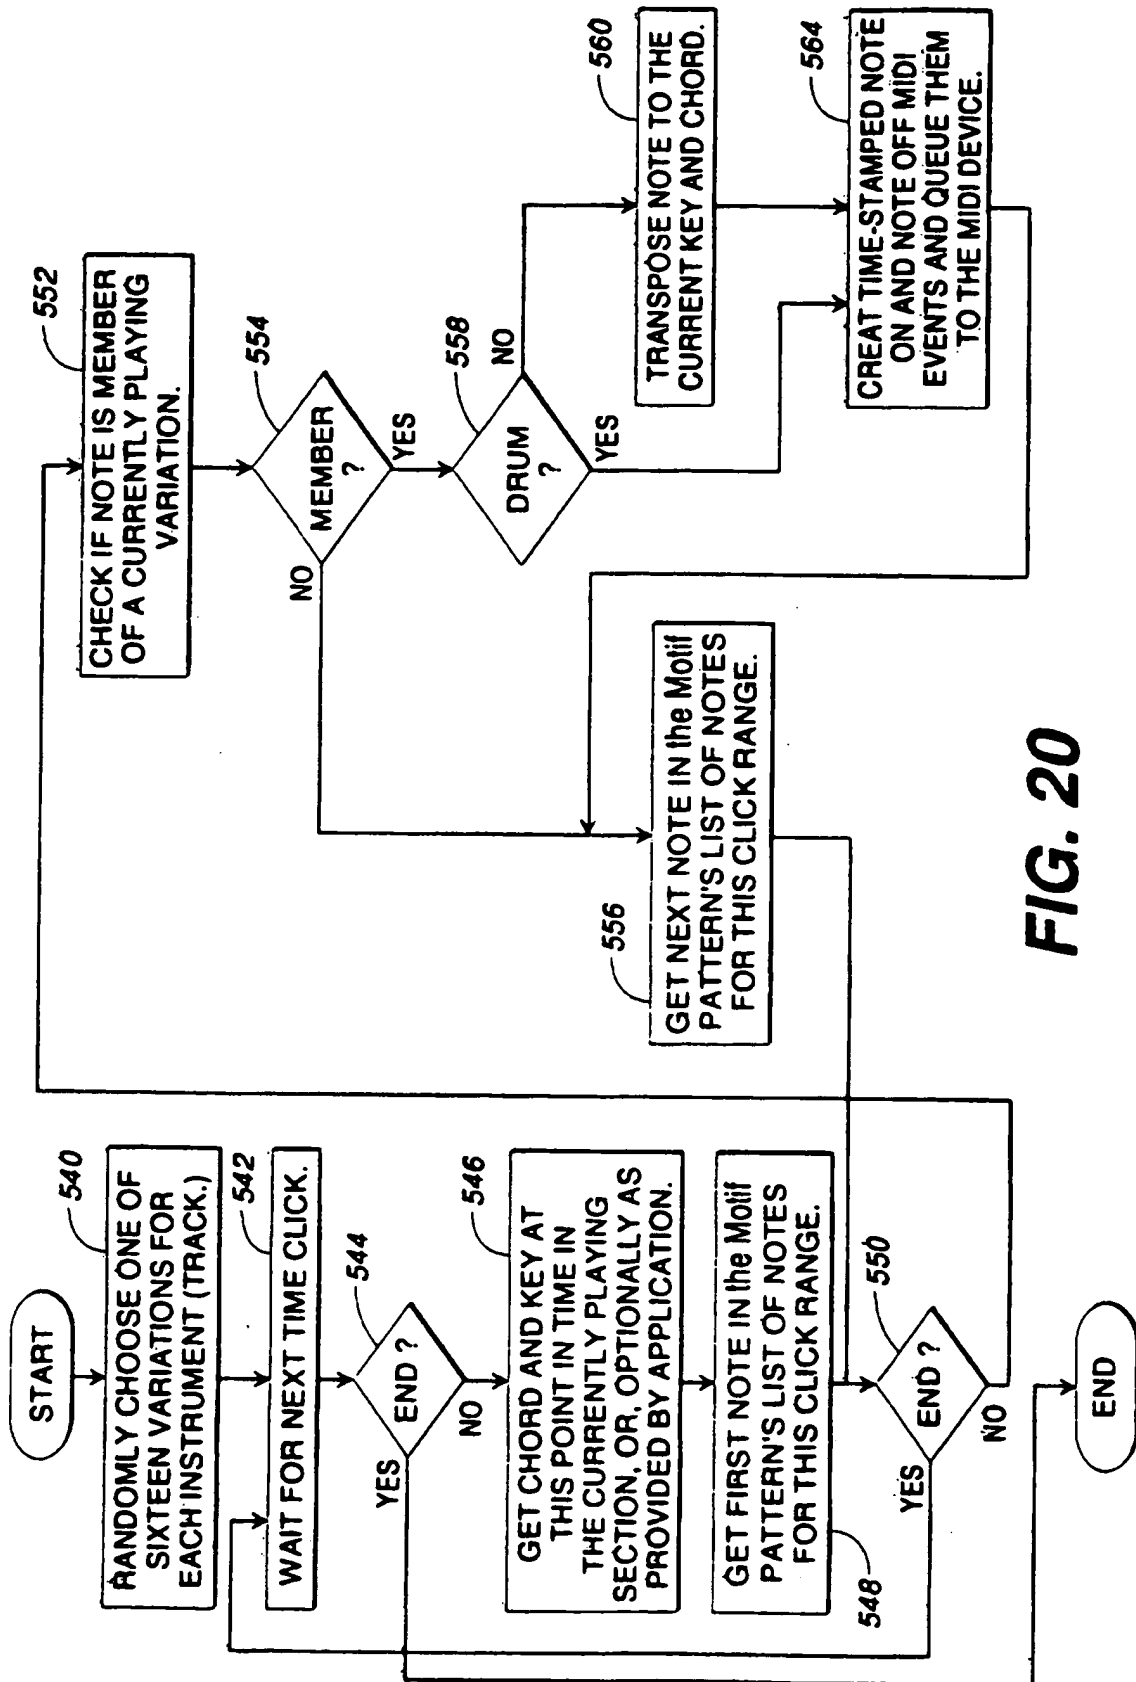 START
540
RANDOMLY CHOOSE ONE OF
SIXTEEN VARIATIONS FOR
EACH INSTRUMENT (TRACK.)
542
WAIT FOR NEXT TIME CLICK.
544
END ?
YES
NO
546
GET CHORD AND KEY AT
THIS POINT IN TIME IN
THE CURRENTLY PLAYING
SECTION, OR, OPTIONALLY AS
PROVIDED BY APPLICATION.
GET FIRST NOTE IN the Motif
PATTERN'S LIST OF NOTES
FOR THIS CLICK RANGE.
548
550
END ?
YES
NO
END
552
CHECK IF NOTE IS MEMBER
OF A CURRENTLY PLAYING
VARIATION.
554
MEMBER
?
NO
YES
556
GET NEXT NOTE IN the Motif
PATTERN'S LIST OF NOTES
FOR THIS CLICK RANGE.
558
DRUM
?
NO
YES
560
TRANSPOSE NOTE TO THE
CURRENT KEY AND CHORD.
564
CREAT TIME-STAMPED NOTE
ON AND NOTE OFF MIDI
EVENTS AND QUEUE THEM
TO THE MIDI DEVICE.
FIG. 20